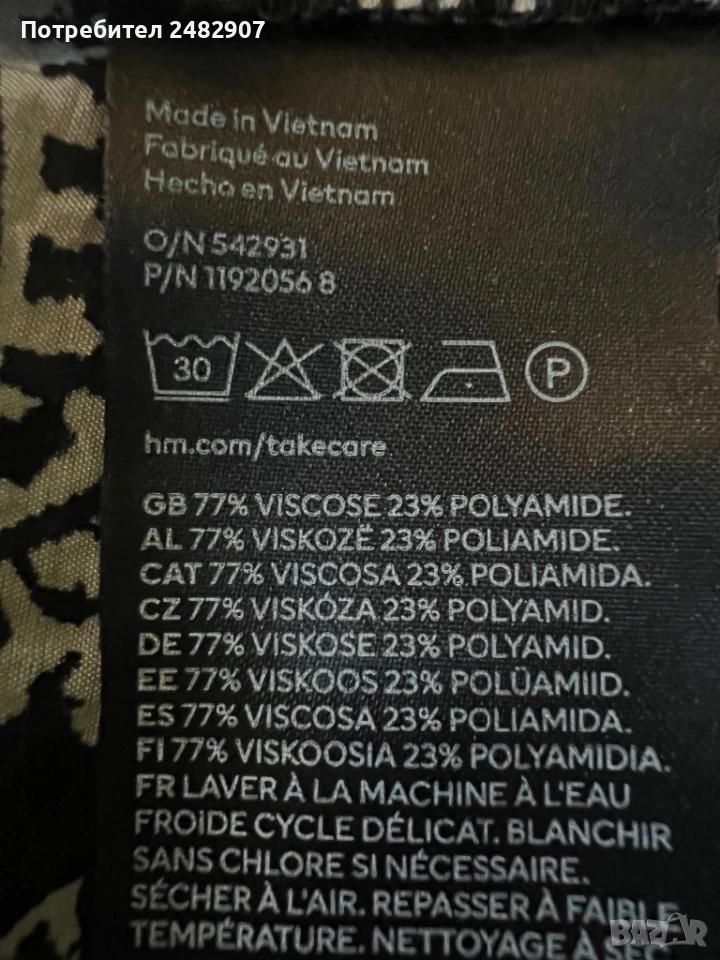 Потребител 2482907
Made in Vietnam
Fabriqué au Vietnam
Hecho en Vietnam
O/N 542931
P/N 1192056 8
30
P
hm.com/takecare
GB 77% VISCOSE 23% POLYAMIDE.
AL 77% VISKOZË 23% POLIAMIDE.
CAT 77% VISCOSA 23% POLIAMIDA.
CZ 77% VISKÓZA 23% POLYAMID.
DE 77% VISKOSE 23% POLYAMID.
EE 77% VISKOOS 23% POLÜAMIID.
ES 77% VISCOSA 23% POLIAMIDA.
FI 77% VISKOOSIA 23% POLYAMIDIA.
FR LAVER À LA MACHINE À L'EAU
FROIDE CYCLE DÉLICAT. BLANCHIR
SANS CHLORE SI NÉCESSAIRE.
SÉCHER À L'AIR. REPASSER À FAIBLE
TEMPÉRATURE. NETTOYAGE À SEC
BAZAR